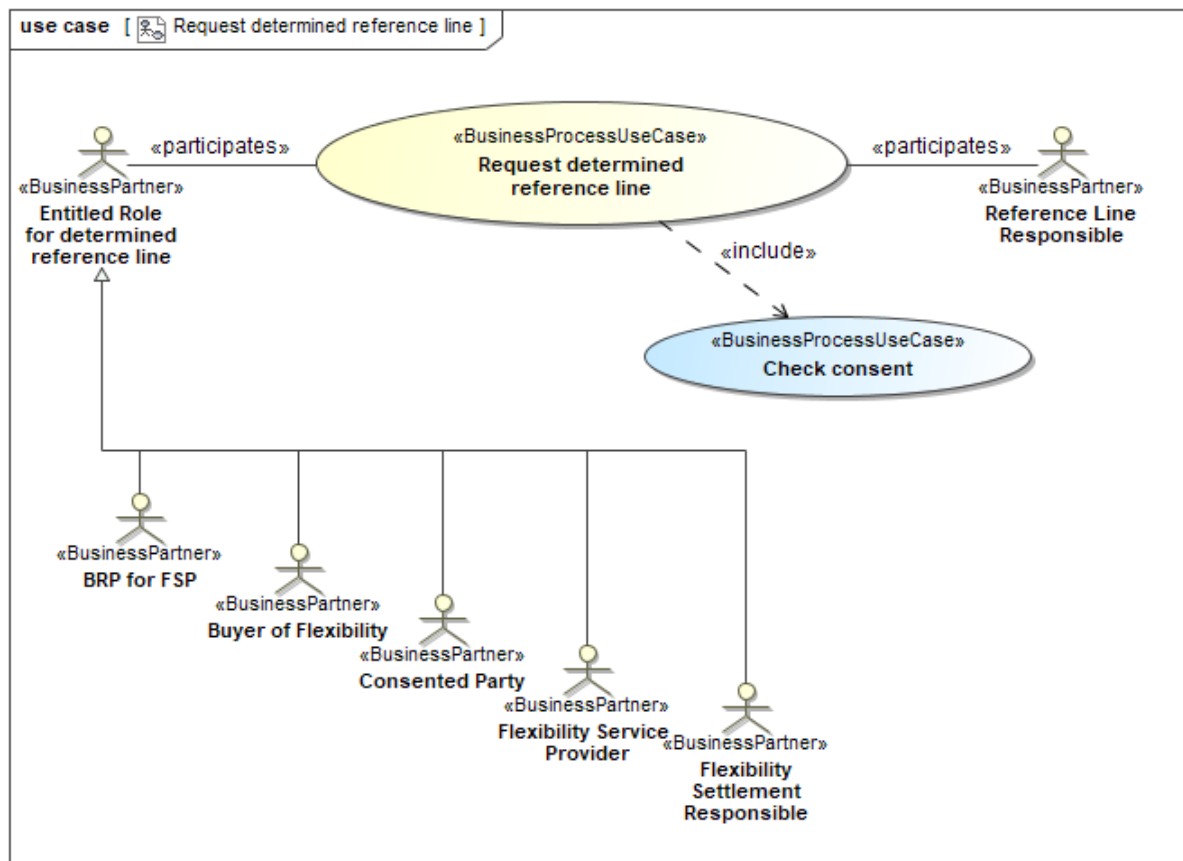 use case [ Request determined reference line ]
«participates»
«BusinessProcessUseCase»
Request determined
reference line
«participates»
«BusinessPartner»
Entitled Role
for determined
reference line
«BusinessPartner»
Reference Line
Responsible
«include»
«BusinessProcessUseCase»
Check consent
«BusinessPartner»
BRP for FSP
«BusinessPartner»
Buyer of Flexibility
«BusinessPartner»
Consented Party
«BusinessPartner»
Flexibility Service
Provider
«BusinessPartner»
Flexibility
Settlement
Responsible